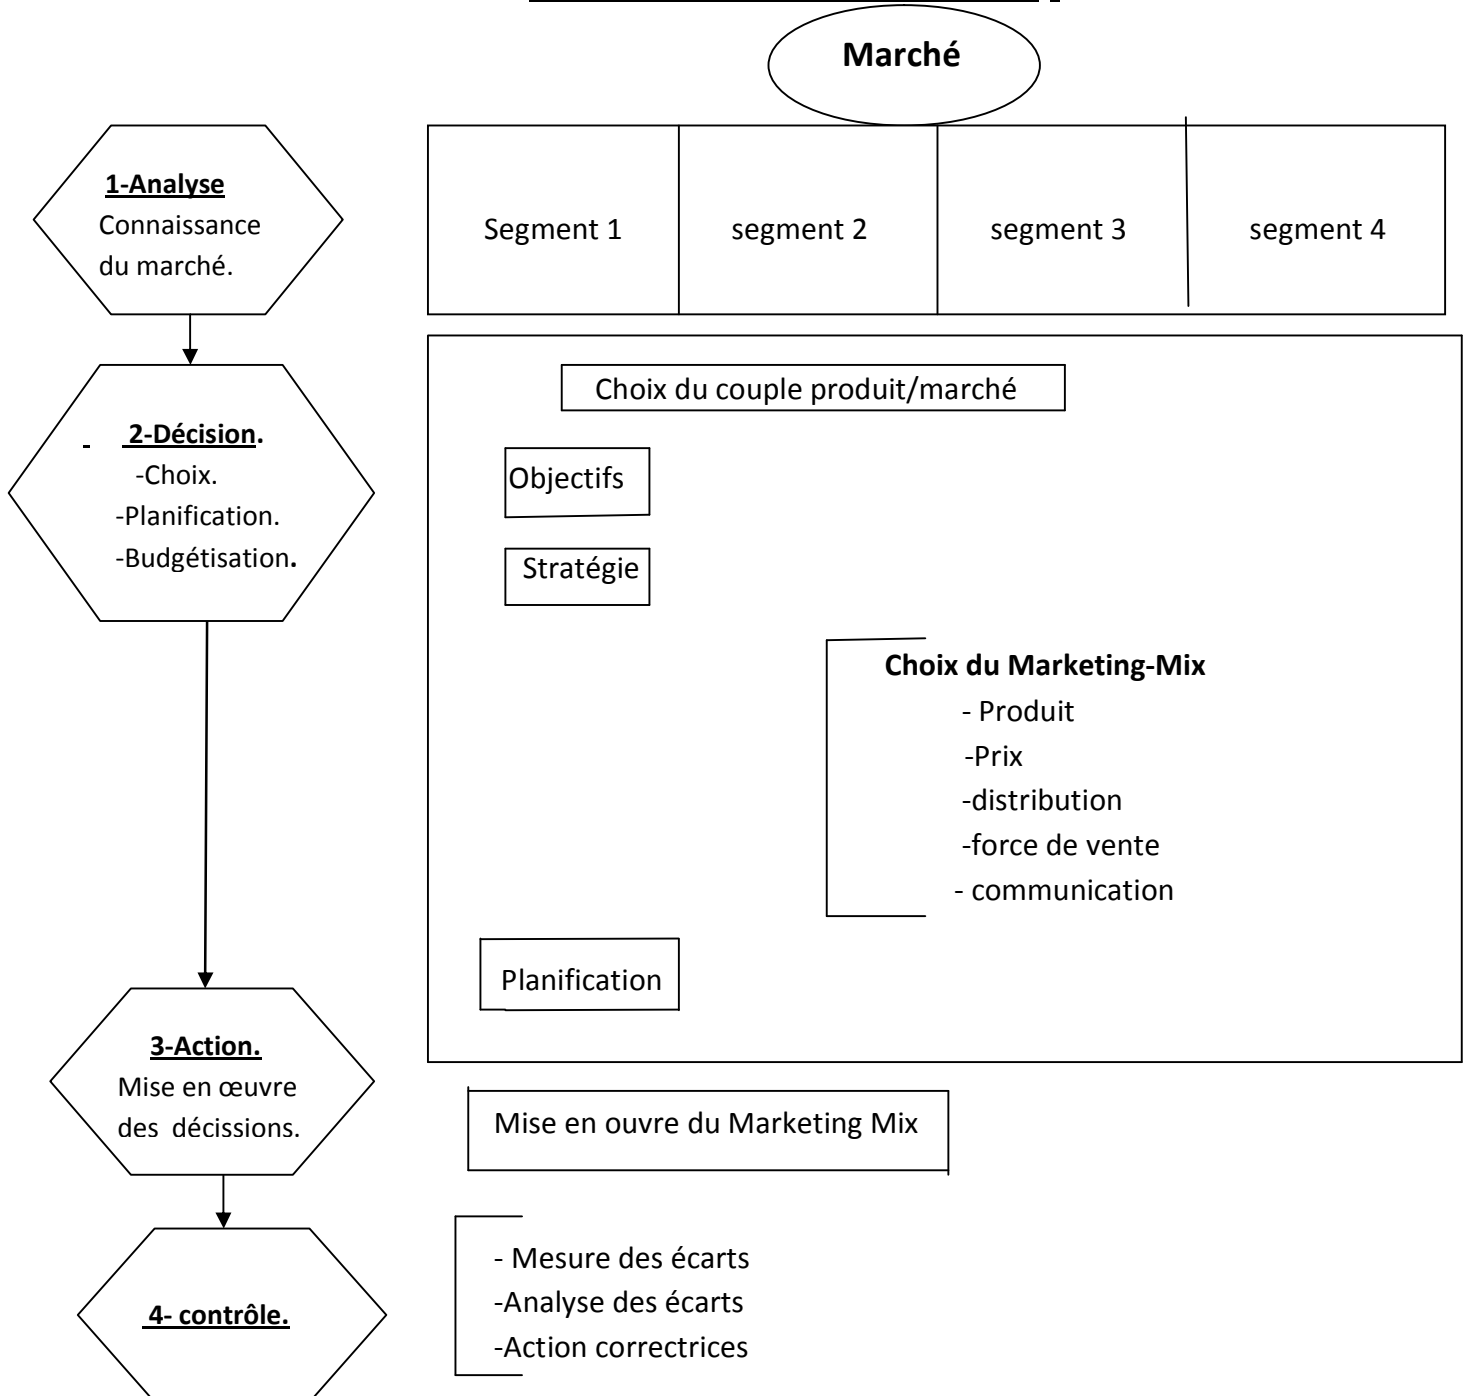 Marché
1-Analyse
Connaissance
du marché.
Segment 1
segment 2
segment 3
segment 4
Choix du couple produit/marché
2-Décision.
-Choix.
-Planification.
-Budgétisation.
Objectifs
Stratégie
Choix du Marketing-Mix
- Produit
-Prix
-distribution
-force de vente
- communication
Planification
3-Action.
Mise en œuvre
des décissions.
Mise en ouvre du Marketing Mix
4- contrôle.
- Mesure des écarts
-Analyse des écarts
-Action correctrices